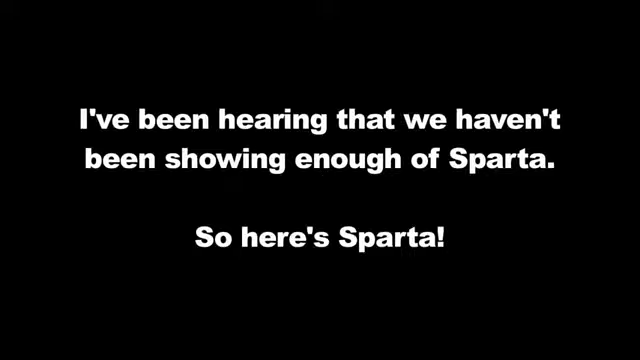 I've been hearing that we haven't
been showing enough of Sparta.
So here's Sparta!